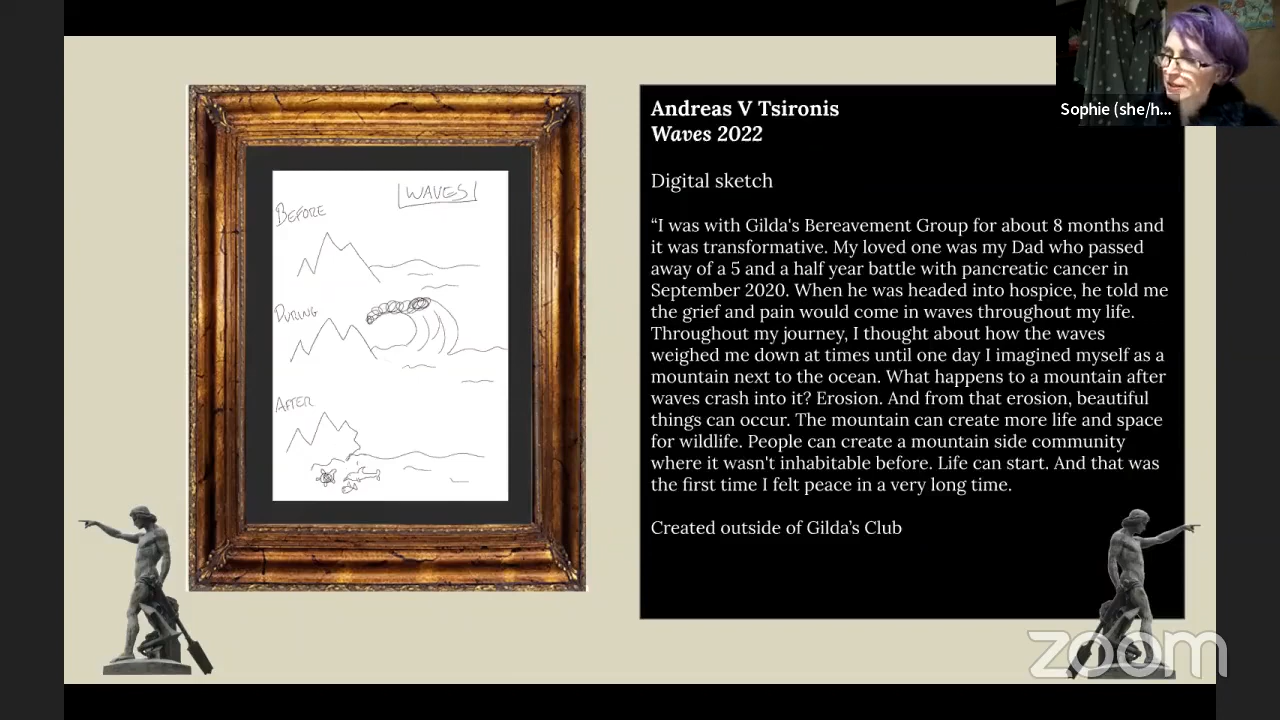 Sophie (she/h...
WAVES
BEFORE
DURING
AFTER
Andreas V Tsironis
Waves 2022
Digital sketch
“I was with Gilda's Bereavement Group for about 8 months and
it was transformative. My loved one was my Dad who passed
away of a 5 and a half year battle with pancreatic cancer in
September 2020. When he was headed into hospice, he told me
the grief and pain would come in waves throughout my life.
Throughout my journey, I thought about how the waves
weighed me down at times until one day I imagined myself as a
mountain next to the ocean. What happens to a mountain after
waves crash into it? Erosion. And from that erosion, beautiful
things can occur. The mountain can create more life and space
for wildlife. People can create a mountain side community
where it wasn't inhabitable before. Life can start. And that was
the first time I felt peace in a very long time.
Created outside of Gilda’s Club
zoom